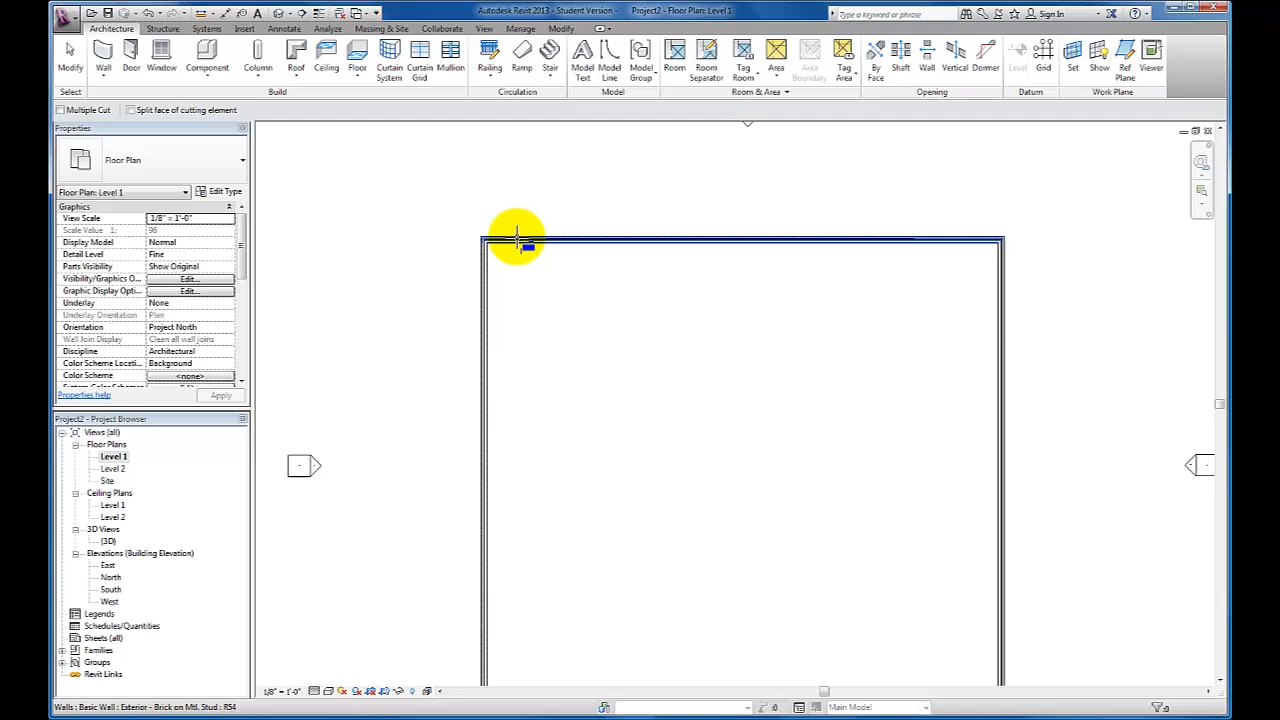 Autodesk Revit 2013 - Student Version - Project2 - Floor Plan: Level 1
Type a keyword or phrase
Sign In
Architecture Structure Systems Insert Annotate Analyze Massing & Site Collaborate View Manage Modify
Modify Wall Door Window Component Column Roof Ceiling Floor Curtain System Curtain Grid Mullion Railing Ramp Stair Model Text Model Line Model Group Room Room Separator Tag Room Area Area Boundary Tag Area By Face Shaft Wall Vertical Dormer Level Grid Set Show Ref Plane Viewer
Select Build Circulation Model Room & Area Opening Datum Work Plane
Multiple Cut Split face of cutting element
Properties
Floor Plan
Floor Plan: Level 1 Edit Type
Graphics
View Scale 1/8" = 1'-0"
Scale Value 1: 96
Display Model Normal
Detail Level Fine
Parts Visibility Show Original
Visibility/Graphics O... Edit...
Graphic Display Opti... Edit...
Underlay None
Underlay Orientation Plan
Orientation Project North
Wall Join Display Clean all wall joins
Discipline Architectural
Color Scheme Locati... Background
Color Scheme <none>
Properties help Apply
Project2 - Project Browser
Views (all)
Floor Plans
Level 1
Level 2
Site
Ceiling Plans
Level 1
Level 2
3D Views
{3D}
Elevations (Building Elevation)
East
North
South
West
Legends
Schedules/Quantities
Sheets (all)
Families
Groups
Revit Links
1/8" = 1'-0"
Walls : Basic Wall : Exterior - Brick on Mtl. Stud : R54
:0
Main Model
:0